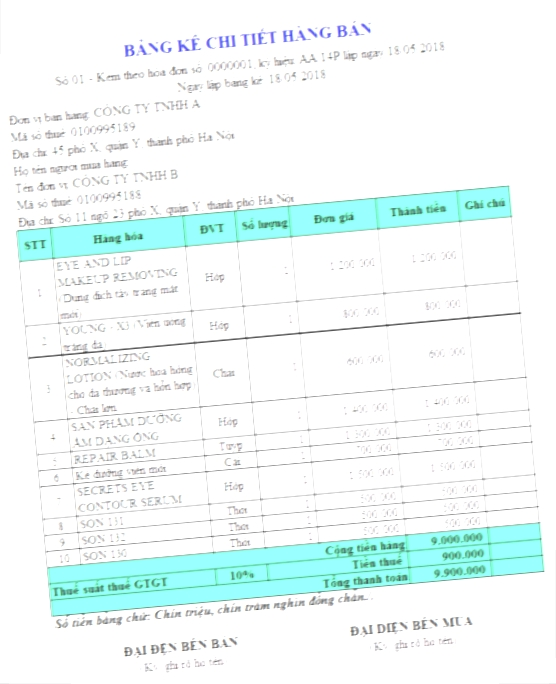 BẢNG KÊ CHI TIẾT HÀNG BÁN
Số 01 - Kèm theo hóa đơn số 0000001, ký hiệu AA 14P lập ngày 18.05.2018
Ngày lập bảng kê: 18.05.2018
Đơn vị bán hàng: CÔNG TY TNHH A
Mã số thuế: 0100995189
Địa chỉ: 45 phố X, quận Y, thành phố Hà Nội
Họ tên người mua hàng:
Tên đơn vị: CÔNG TY TNHH B
Mã số thuế: 0100995188
Địa chỉ: Số 11 ngõ 23 phố X, quận Y, thành phố Hà Nội
STT Hàng hóa ĐVT Số lượng Đơn giá Thành tiền Ghi chú
1 EYE AND LIP MAKEUP REMOVING (Dung dịch tẩy trang mắt môi) Hộp 1 1.200.000 1.200.000
2 YOUNG - X3 (Viên uống trắng da) Hộp 1 800.000 800.000
3 NORMALIZING LOTION (Nước hoa hồng cho da thường và hỗn hợp) - Chai lớn Chai 1 600.000 600.000
4 SẢN PHẨM DƯỠNG ẨM DẠNG ỐNG Hộp 1 1.400.000 1.400.000
5 REPAIR BALM Tuýp 1
6 Kẻ dưỡng viền môi Cái 1 700.000 700.000
7 SECRETS EYE CONTOUR SERUM Hộp 1 1.500.000 1.500.000
8 SON 131 Thỏi 1 500.000 500.000
9 SON 132 Thỏi 1 500.000 500.000
10 SON 130 Thỏi 1 500.000 500.000
Cộng tiền hàng 9.000.000
Thuế suất thuế GTGT 10% Tiền thuế 900.000
Tổng thanh toán 9.900.000
Số tiền bằng chữ: Chín triệu, chín trăm nghìn đồng chẵn...
ĐẠI DIỆN BÊN BÁN ĐẠI DIỆN BÊN MUA
Ký, ghi rõ họ tên Ký, ghi rõ họ tên